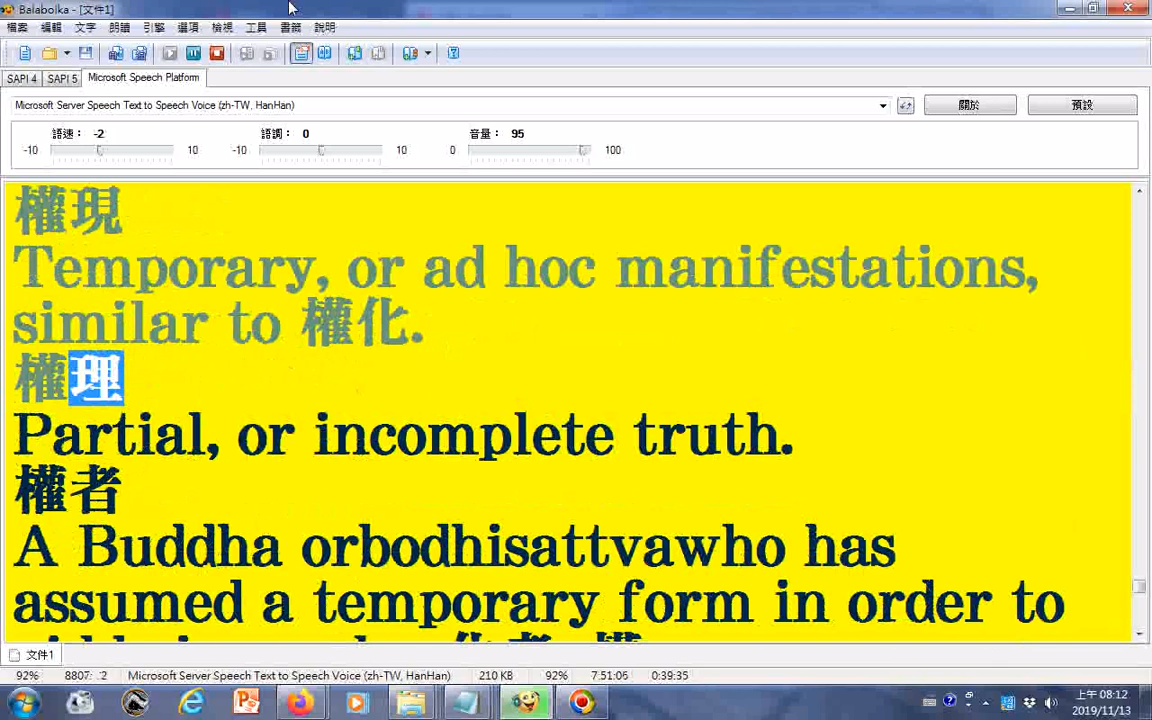 Balabolka - [文件1]
檔案 編輯 文字 朗讀 引擎 選項 檢視 工具 書籤 說明
SAPI 4 SAPI 5 Microsoft Speech Platform
Microsoft Server Speech Text to Speech Voice (zh-TW, HanHan) 關於 預設
語速： -2 語調： 0 音量： 95
-10 10 -10 10 0 100
權現
Temporary, or ad hoc manifestations,
similar to 權化.
權理
Partial, or incomplete truth.
權者
A Buddha orbodhisattvawho has
assumed a temporary form in order to
文件1
92% Microsoft Server Speech Text to Speech Voice (zh-TW, HanHan) 210 KB 92% 7:51:06 0:39:35
上午 08:12
2019/11/13